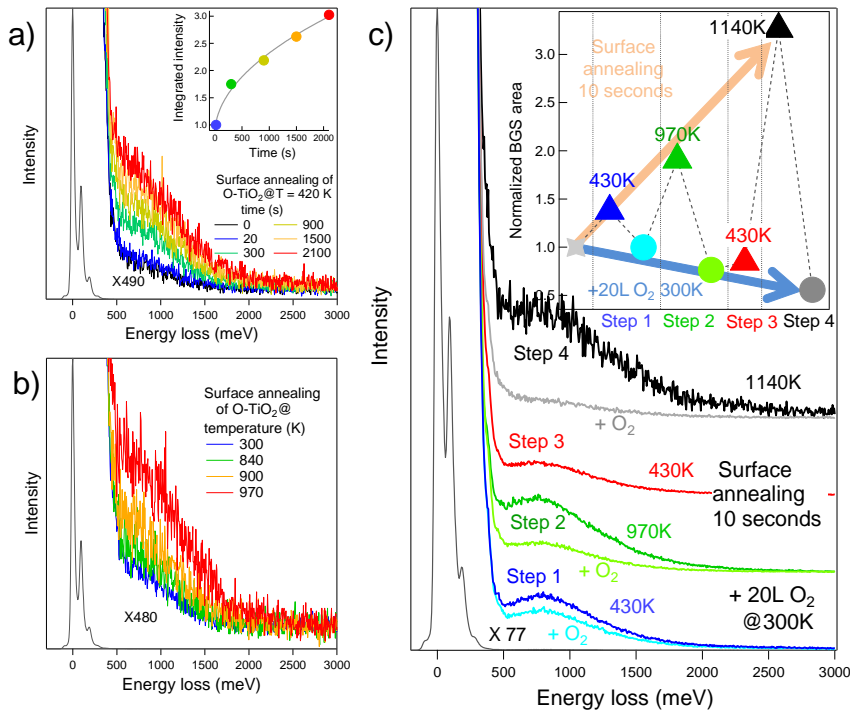 a)
Intensity
Energy loss (meV)
0
500
1000
1500
2000
2500
3000
X490
Integrated intensity
3.0
2.0
1.0
0
500
1000
1500
2000
Time (s)
Surface annealing of
O-TiO2@T = 420 K
time (s)
0
20
300
900
1500
2100
b)
Intensity
Surface annealing
of O-TiO2@
temperature (K)
300
840
900
970
X480
0
500
1000
1500
2000
2500
3000
Energy loss (meV)
c)
Intensity
Normalized BGS area
3.0
2.5
2.0
1.5
1.0
0.5
Surface
annealing
10 seconds
1140K
970K
430K
430K
+20L O2 300K
Step 1
Step 2
Step 3
Step 4
Step 4
1140K
+ O2
Step 3
430K
Surface
annealing
10 seconds
Step 2
970K
+ O2
Step 1
430K
+ 20L O2
@300K
X 77
+ O2
0
500
1000
1500
2000
2500
3000
Energy loss (meV)